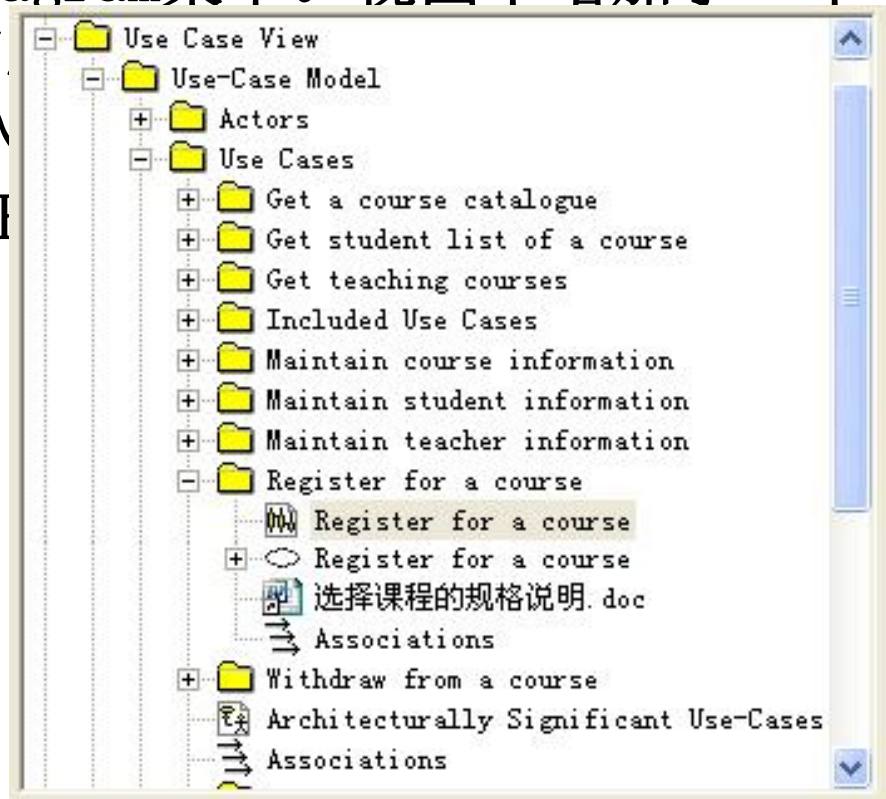 Use Case View
Use-Case Model
Actors
Use Cases
Get a course catalogue
Get student list of a course
Get teaching courses
Included Use Cases
Maintain course information
Maintain student information
Maintain teacher information
Register for a course
Register for a course
Register for a course
选择课程的规格说明.doc
Associations
Withdraw from a course
Architecturally Significant Use-Cases
Associations